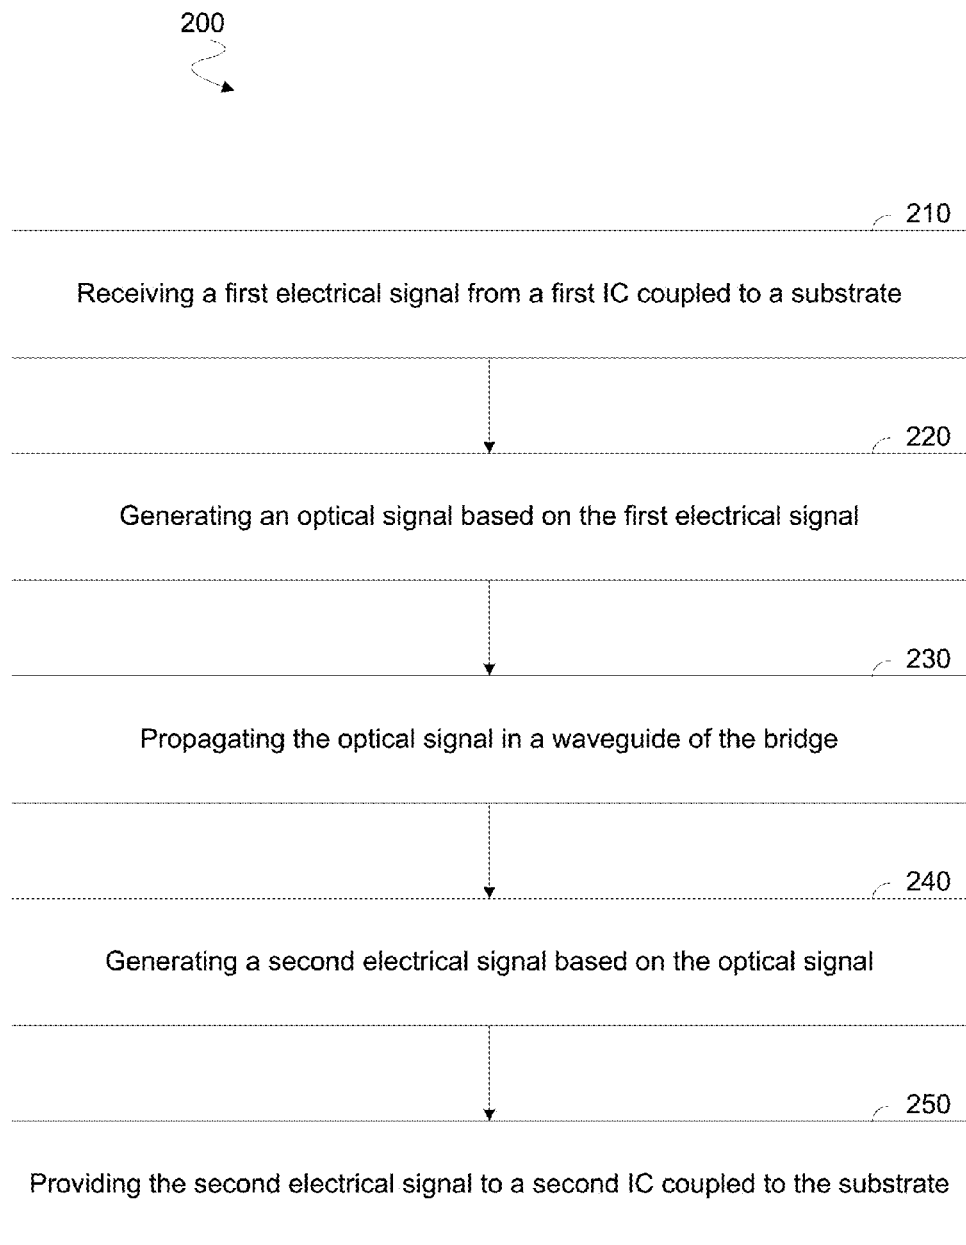 200
210
Receiving a first electrical signal from a first IC coupled to a substrate
220
Generating an optical signal based on the first electrical signal
230
Propagating the optical signal in a waveguide of the bridge
240
Generating a second electrical signal based on the optical signal
250
Providing the second electrical signal to a second IC coupled to the substrate